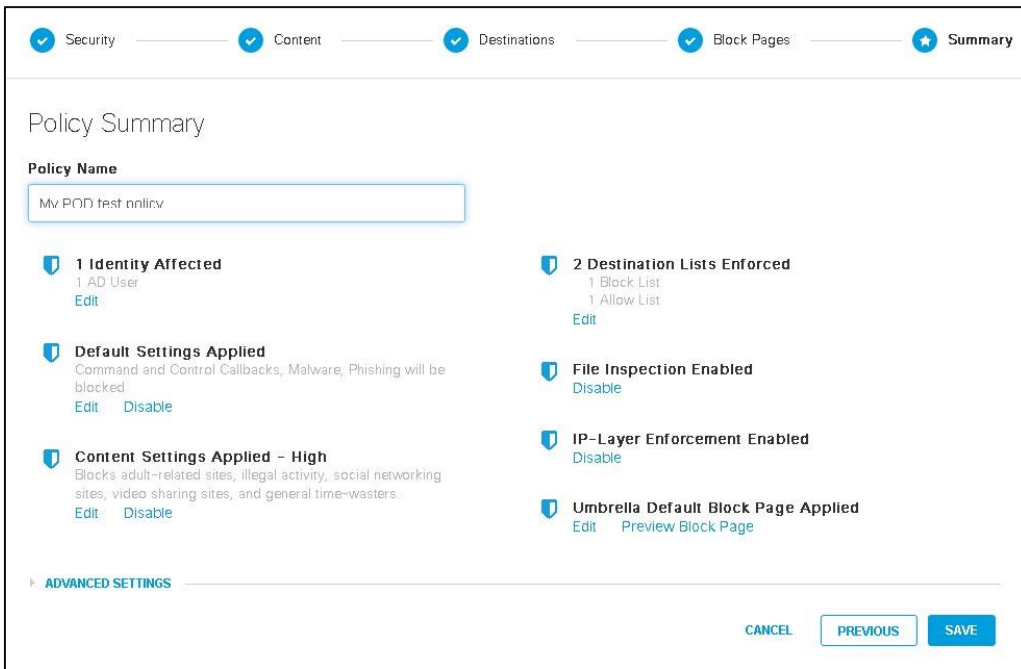 Security Content Destinations Block Pages Summary
Policy Summary
Policy Name
My POD test policy
1 Identity Affected
1 AD User
Edit
Default Settings Applied
Command and Control Callbacks, Malware, Phishing will be
blocked
Edit Disable
Content Settings Applied - High
Blocks adult-related sites, illegal activity, social networking
sites, video sharing sites, and general time-wasters.
Edit Disable
2 Destination Lists Enforced
1 Block List
1 Allow List
Edit
File Inspection Enabled
Disable
IP-Layer Enforcement Enabled
Disable
Umbrella Default Block Page Applied
Edit Preview Block Page
ADVANCED SETTINGS
CANCEL PREVIOUS SAVE